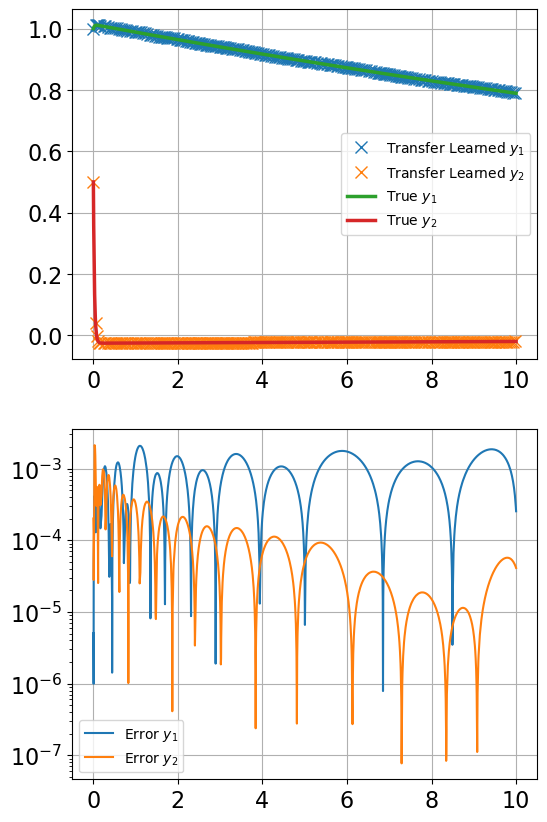 1.0
0.8
0.6
0.4
0.2
0.0
Transfer Learned y₁
Transfer Learned y₂
True y₁
True y₂
0 2 4 6 8 10
10⁻³
10⁻⁴
10⁻⁵
10⁻⁶
10⁻⁷
Error y₁
Error y₂
0 2 4 6 8 10